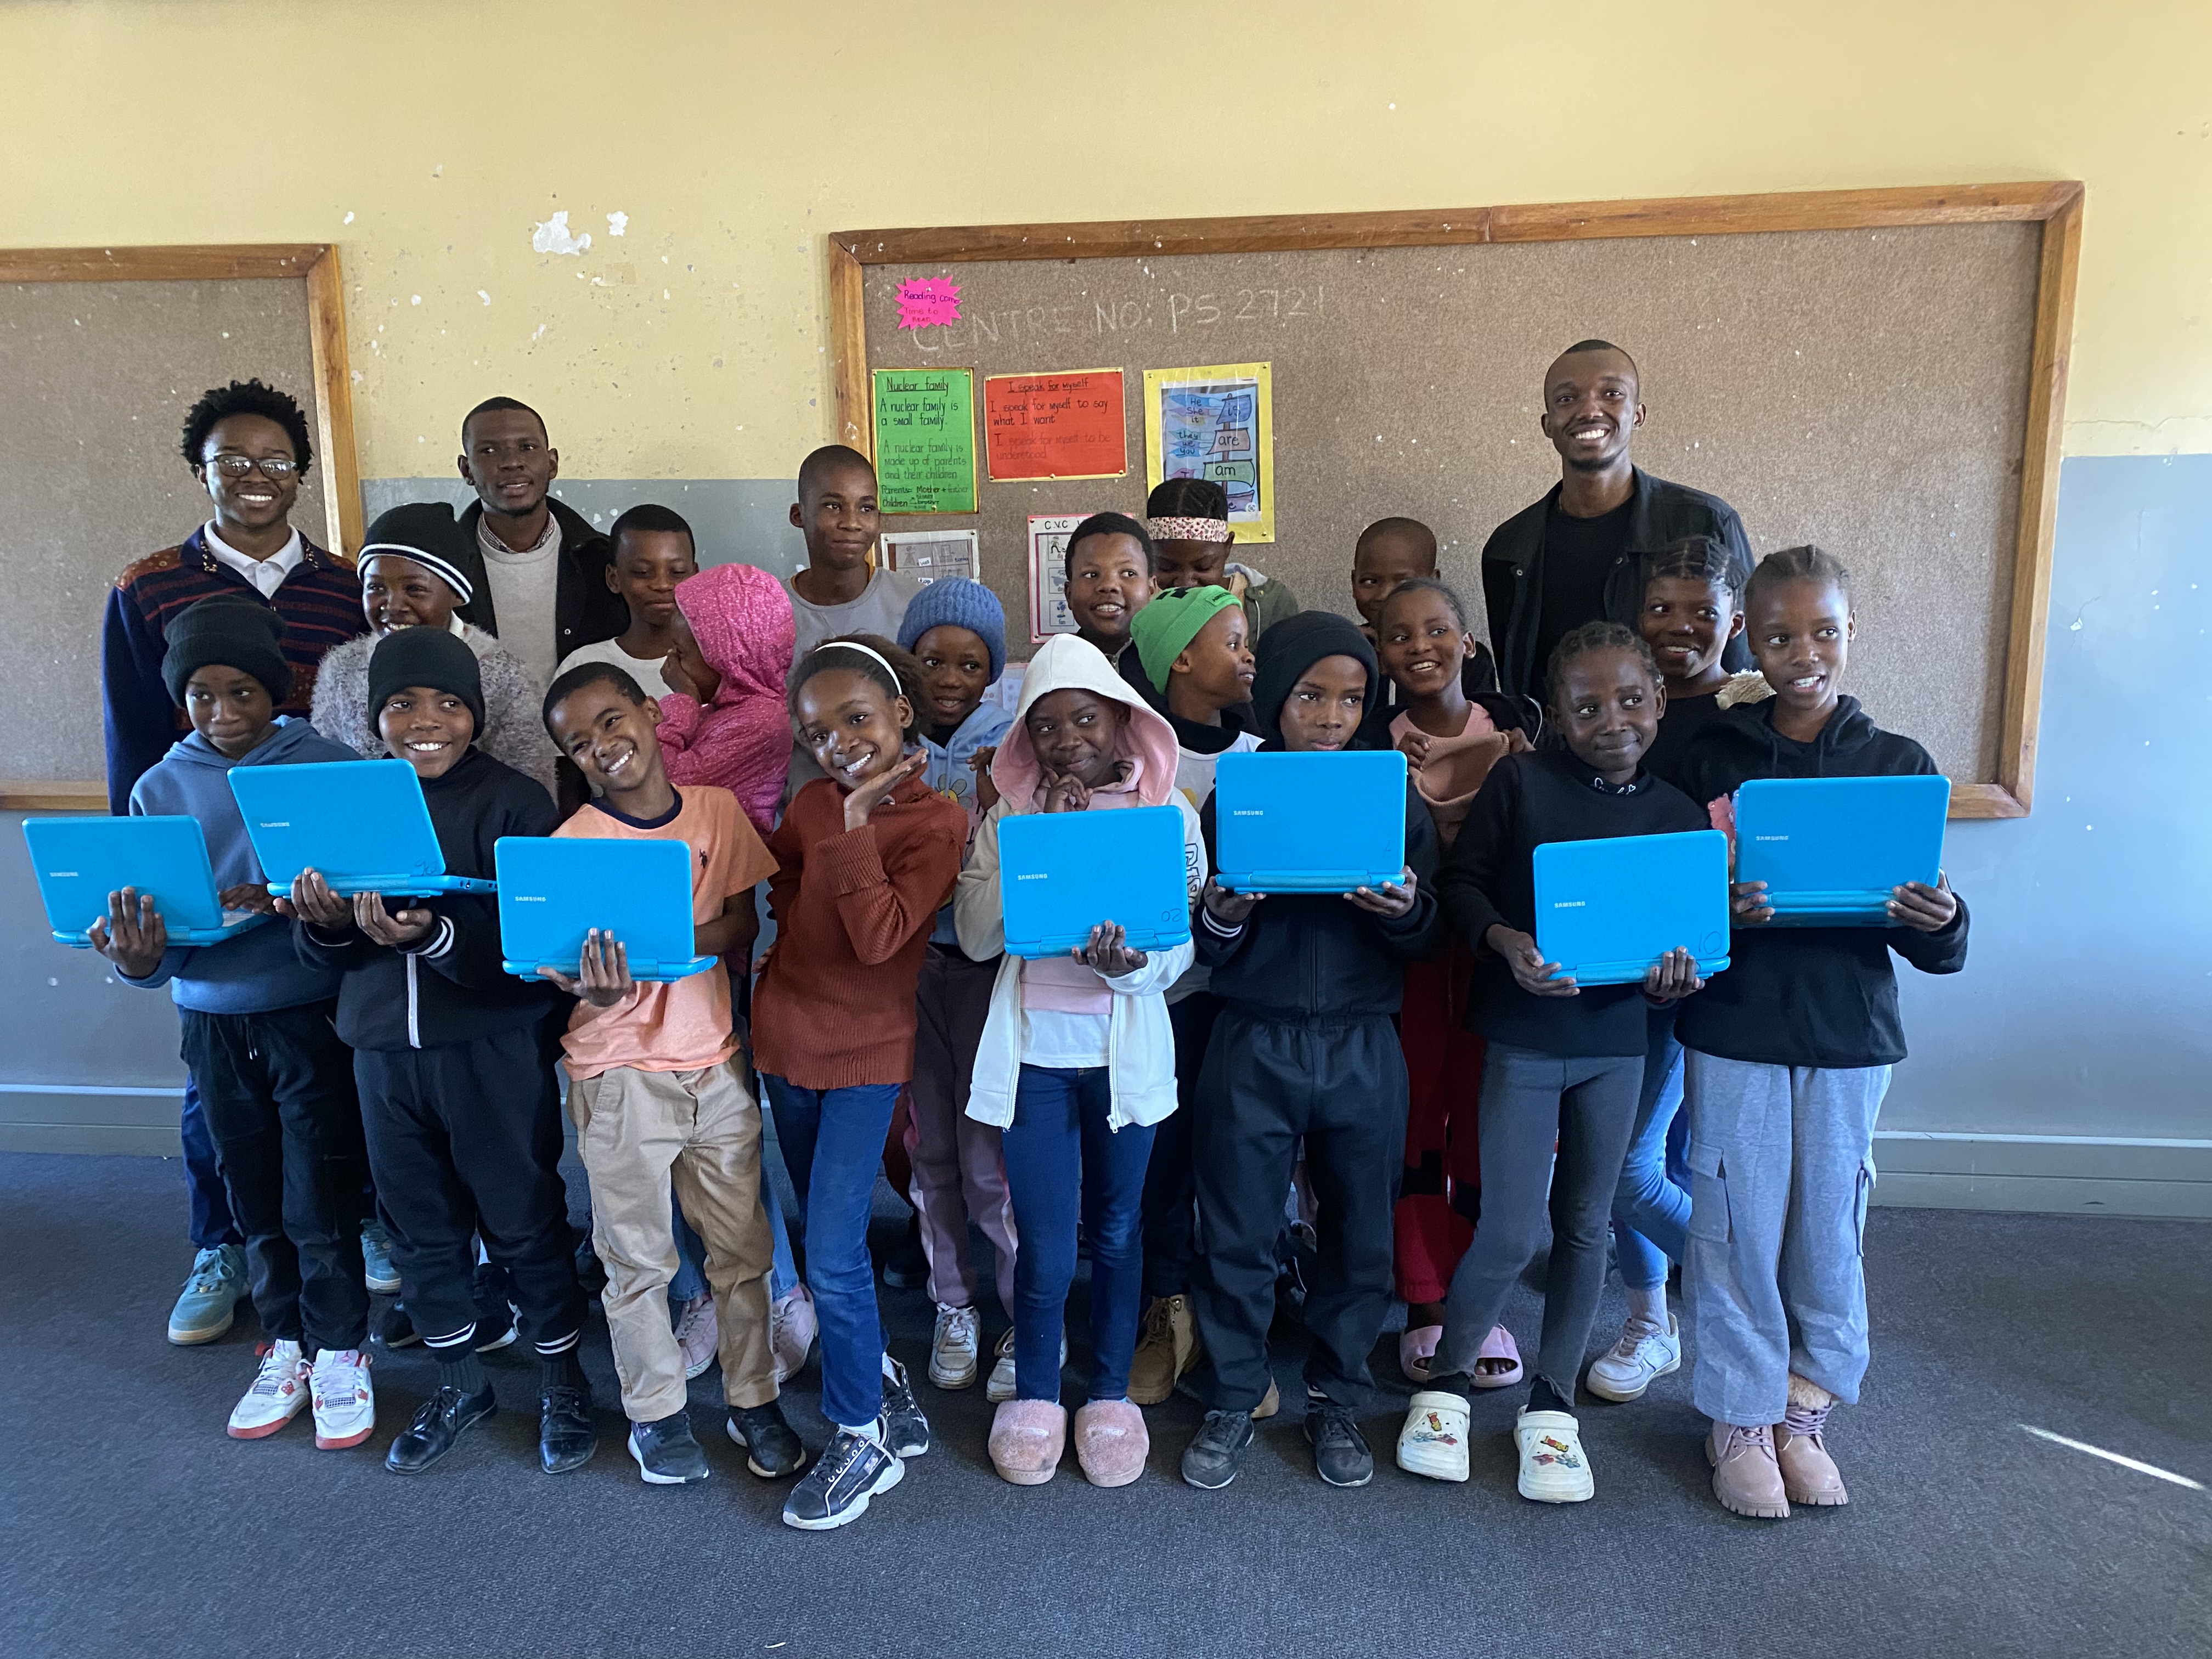 Reading
Time to
READ
CENTRE NO: PS 2721
Nuclear family
A nuclear family is
a small family.
A nuclear family is
made up of parents
and their children
Parents= Mother + father
children
I speak for myself
I speak for myself to say
what I want
I speak for myself to be
understood
He
She
it
is
they
we
you
are
am
C.V.C
SAMSUNG
SAMSUNG
SAMSUNG
SAMSUNG
02
SAMSUNG
SAMSUNG
10
SAMSUNG